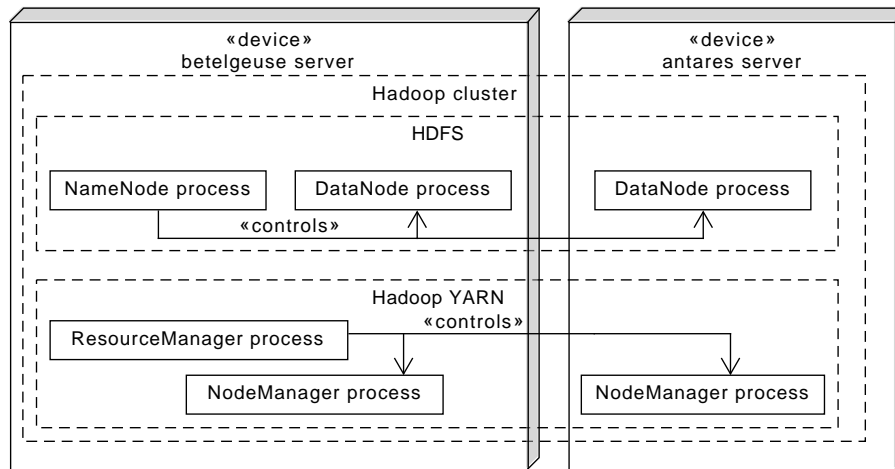 «device»
betelgeuse server
«device»
antares server
Hadoop cluster
HDFS
NameNode process
DataNode process
DataNode process
«controls»
Hadoop YARN
«controls»
ResourceManager process
NodeManager process
NodeManager process